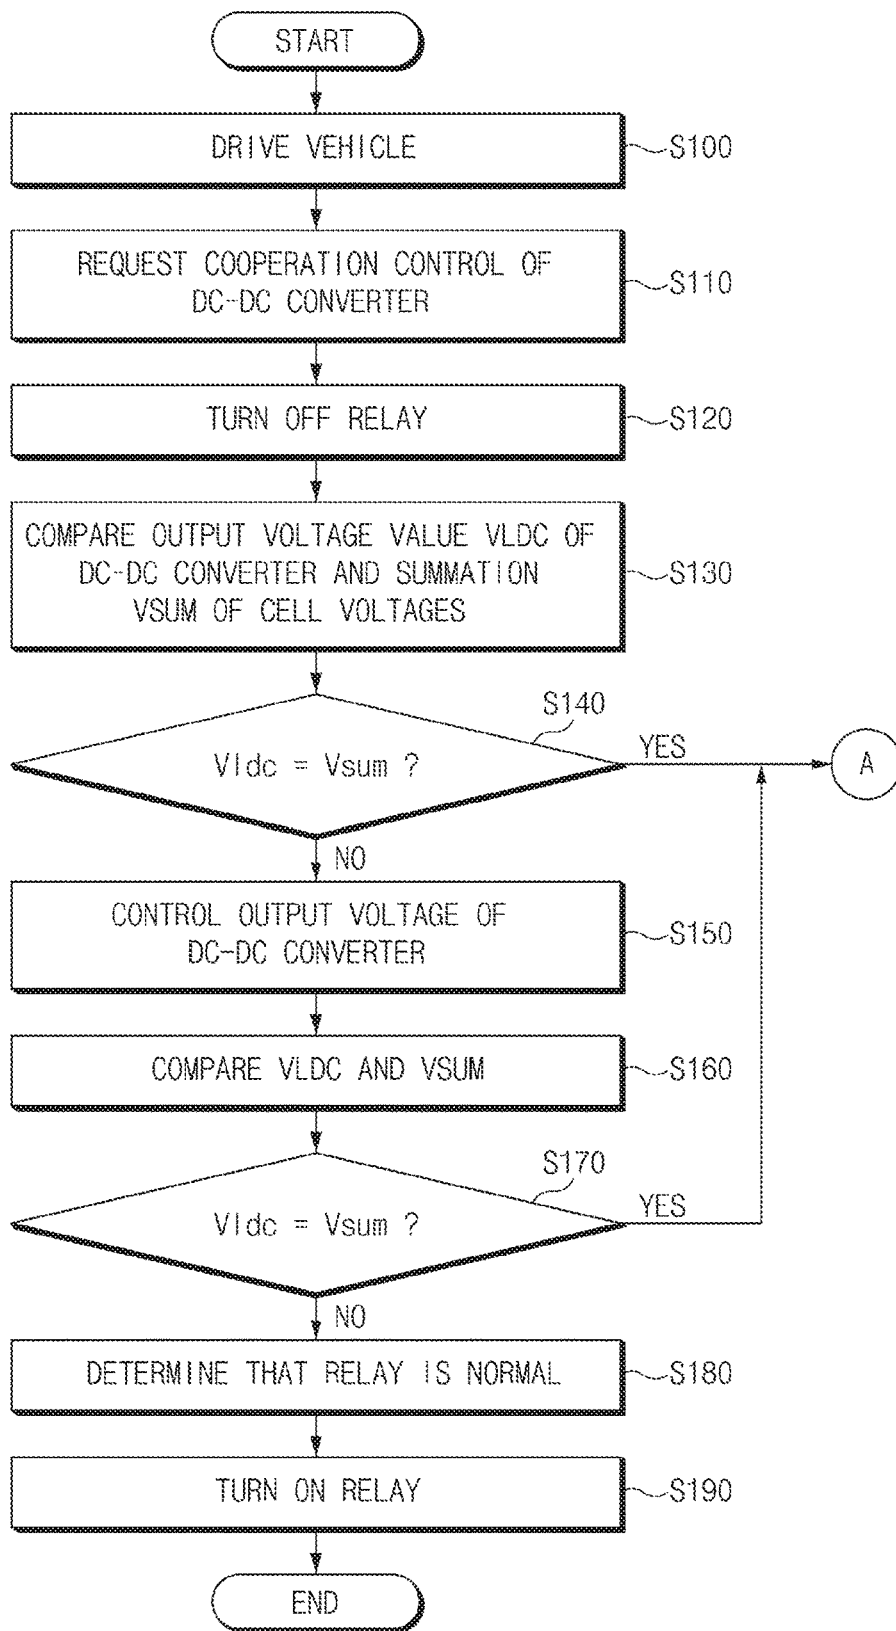 START
DRIVE VEHICLE
S100
REQUEST COOPERATION CONTROL OF
DC-DC CONVERTER
S110
TURN OFF RELAY
S120
COMPARE OUTPUT VOLTAGE VALUE VLDC OF
DC-DC CONVERTER AND SUMMATION
VSUM OF CELL VOLTAGES
S130
S140
Vldc = Vsum ?
YES
A
NO
CONTROL OUTPUT VOLTAGE OF
DC-DC CONVERTER
S150
COMPARE VLDC AND VSUM
S160
S170
Vldc = Vsum ?
YES
NO
DETERMINE THAT RELAY IS NORMAL
S180
TURN ON RELAY
S190
END